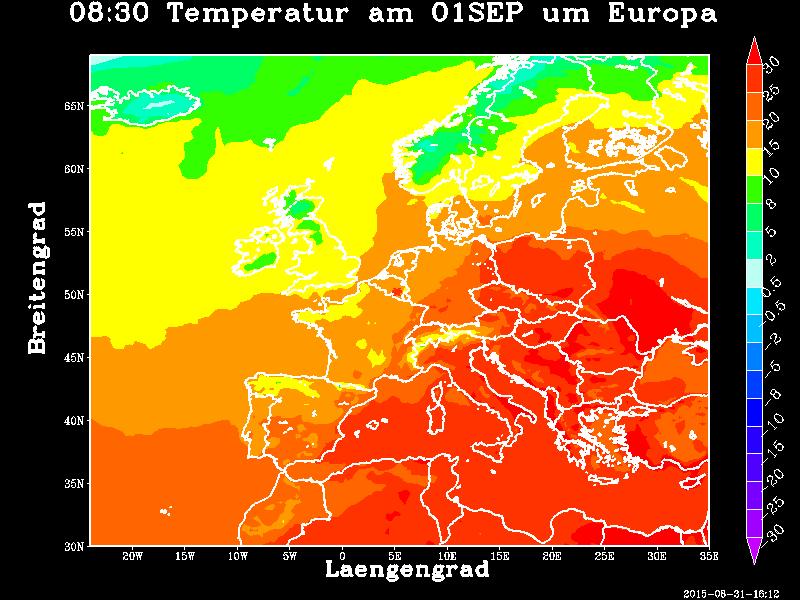 08:30 Temperatur am 01SEP um Europa
30
25
20
15
10
8
5
2
0.5
-0.5
-2
-5
-8
-10
-15
-20
-25
-30
65N
60N
55N
50N
45N
40N
35N
30N
Breitengrad
20W 15W 10W 5W 0 5E 10E 15E 20E 25E 30E 35E
Laengengrad
2015-08-31-16:12